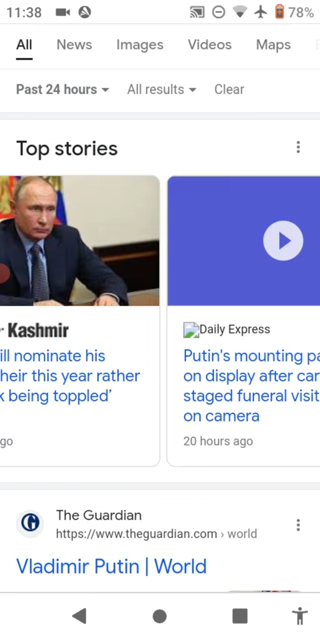 11:38
78%
All News Images Videos Maps
Past 24 hours All results Clear
Top stories
Kashmir
ill nominate his
heir this year rather
being toppled'
go
Daily Express
Putin's mounting pa
on display after car
staged funeral visit
on camera
20 hours ago
G
The Guardian
https://www.theguardian.com › world
Vladimir Putin | World